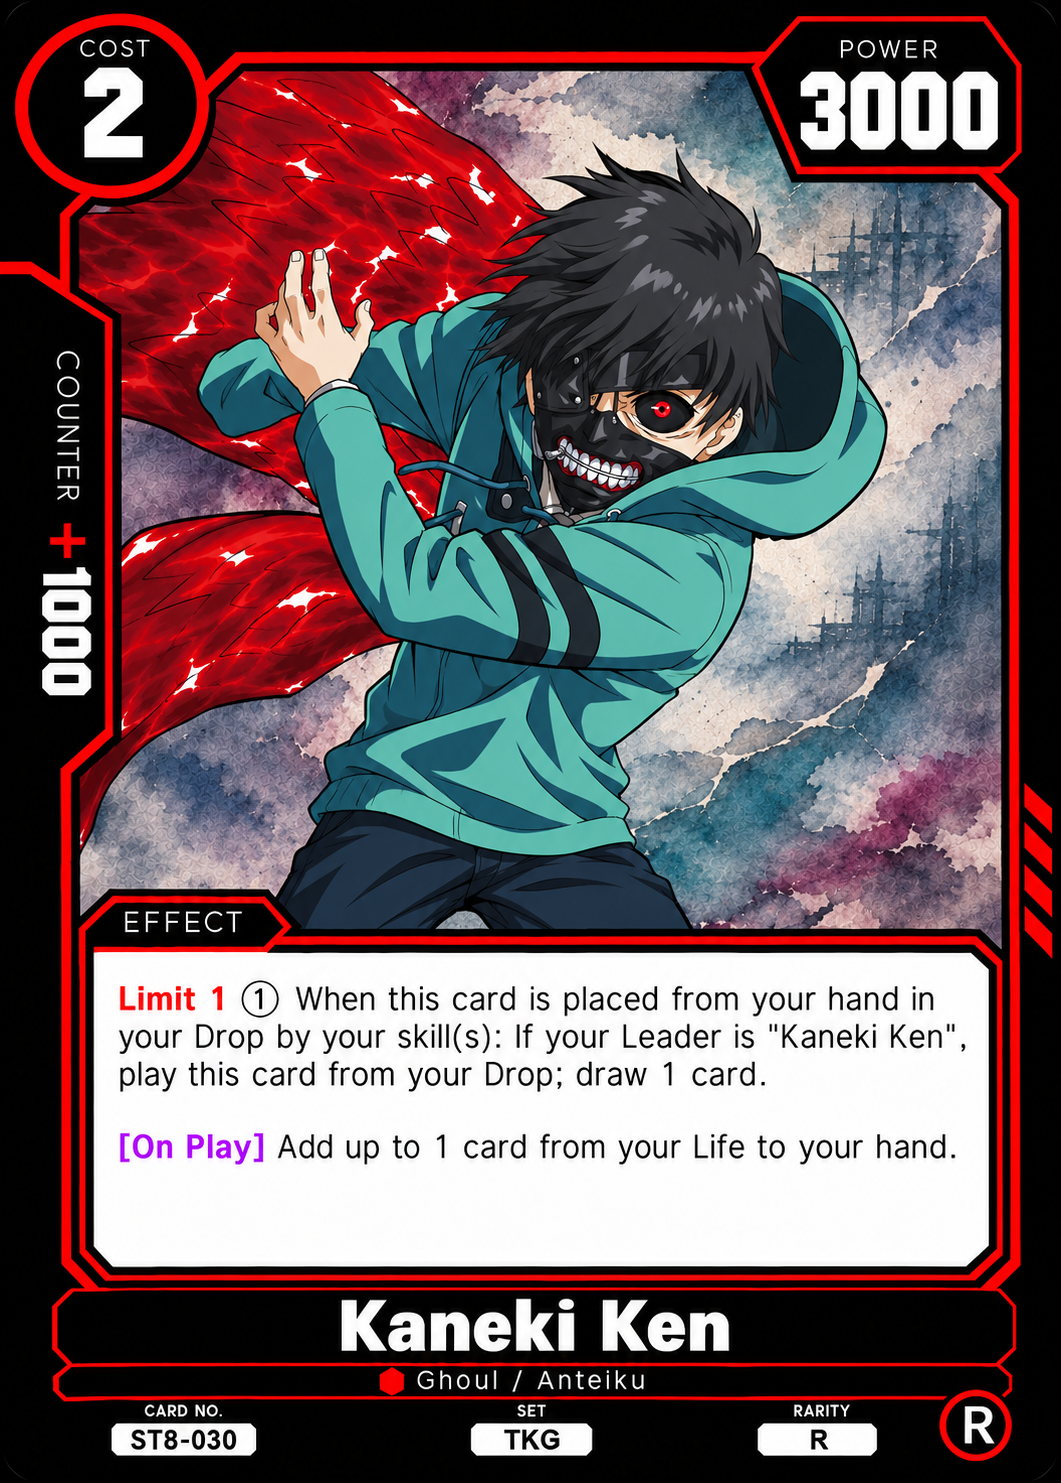 COST
2
POWER
3000
COUNTER +1000
EFFECT
Limit 1 ① When this card is placed from your hand in
your Drop by your skill(s): If your Leader is "Kaneki Ken",
play this card from your Drop; draw 1 card.
[On Play] Add up to 1 card from your Life to your hand.
Kaneki Ken
Ghoul / Anteiku
CARD NO.
ST8-030
SET
TKG
RARITY
R
R